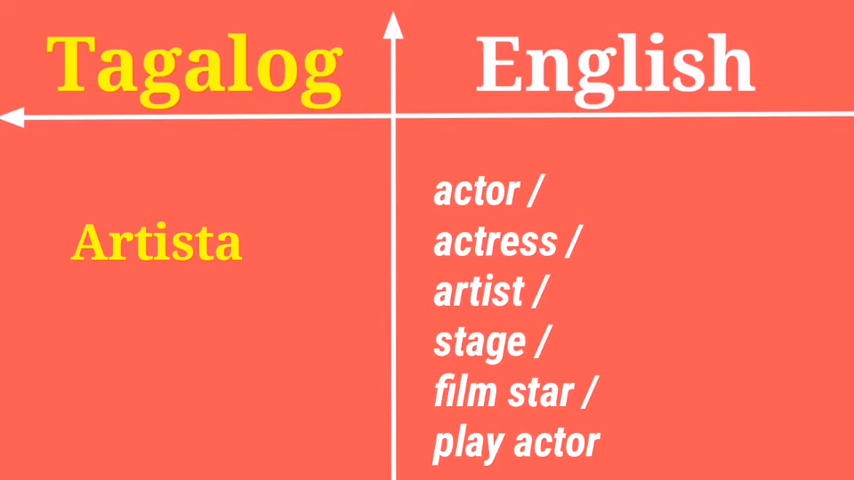 Tagalog
English
Artista
actor /
actress /
artist /
stage /
film star /
play actor